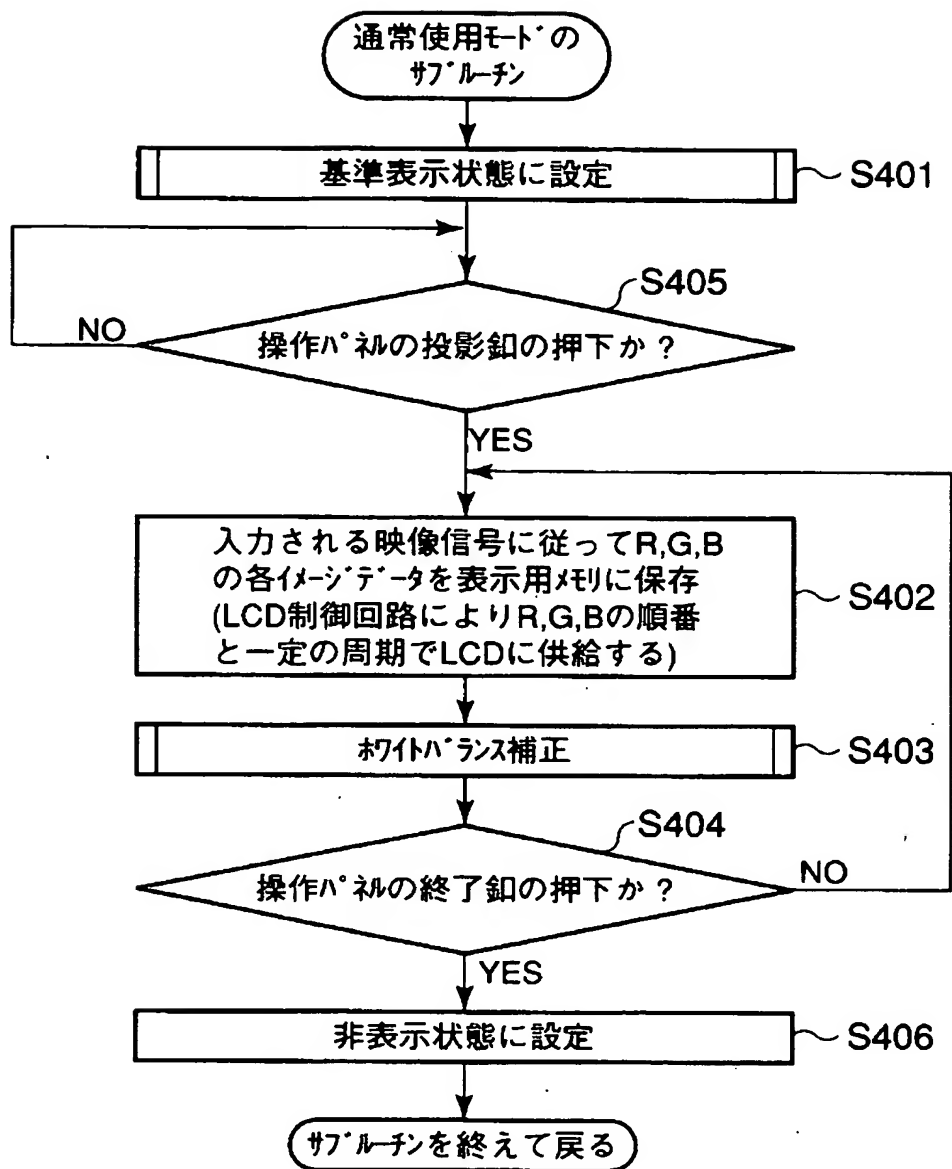 通常使用ﾓｰﾄﾞの
ｻﾌﾞﾙｰﾁﾝ
基準表示状態に設定
S401
S405
NO
操作ﾊﾟﾈﾙの投影釦の押下か？
YES
入力される映像信号に従ってR,G,B
の各ｲﾒｰｼﾞﾃﾞｰﾀを表示用ﾒﾓﾘに保存
(LCD制御回路によりR,G,Bの順番
と一定の周期でLCDに供給する)
S402
ﾎﾜｲﾄﾊﾞﾗﾝｽ補正
S403
S404
操作ﾊﾟﾈﾙの終了釦の押下か？
NO
YES
非表示状態に設定
S406
ｻﾌﾞﾙｰﾁﾝを終えて戻る